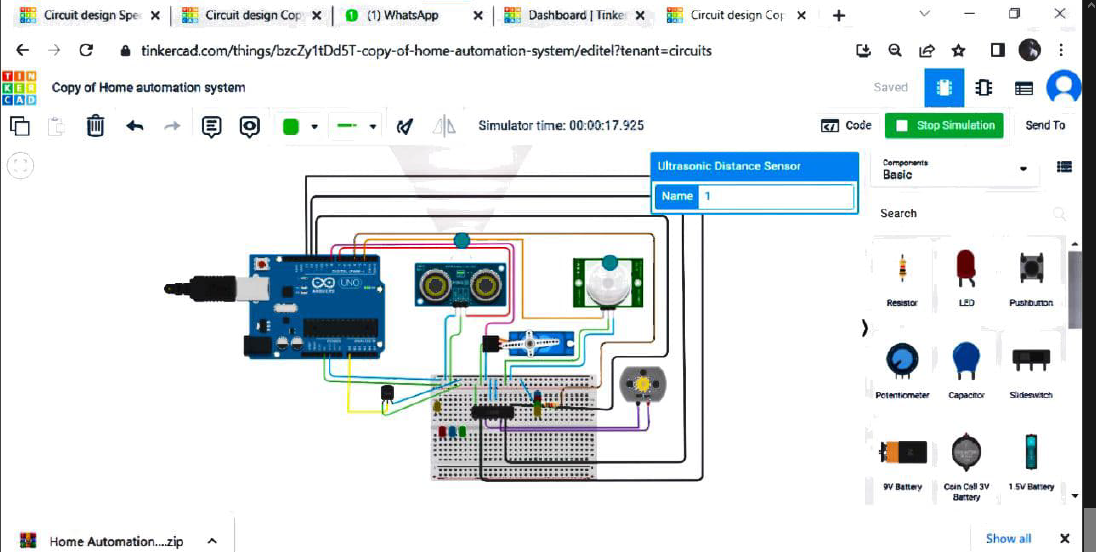 Circuit design Spe
Circuit design Cop
(1) WhatsApp
Dashboard | Tinker
Circuit design Cop
tinkercad.com/things/bzcZy1tDd5T-copy-of-home-automation-system/editel?tenant=circuits
TIN
KER
CAD
Copy of Home automation system
Saved
Simulator time: 00:00:17.925
Code
Stop Simulation
Send To
Ultrasonic Distance Sensor
Name 1
Components
Basic
Search
UNO
Resistor
LED
Pushbutton
Potentiometer
Capacitor
Slideswitch
9V Battery
Coin Cell 3V
Battery
1.5V Battery
Home Automation....zip
Show all